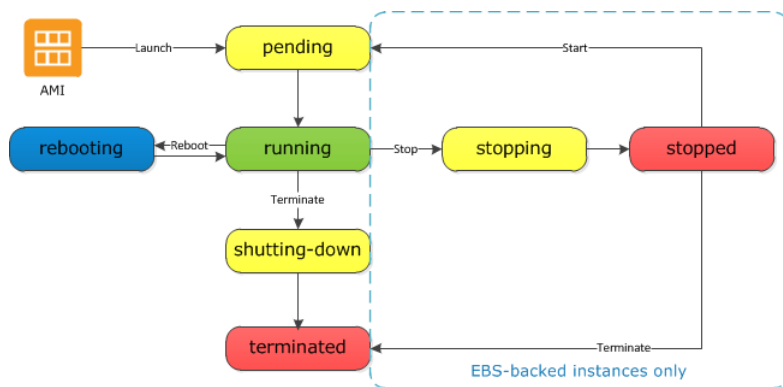 pending
Launch
Start
AMI
rebooting
Reboot
running
Stop
stopping
stopped
Terminate
shutting-down
terminated
Terminate
EBS-backed instances only